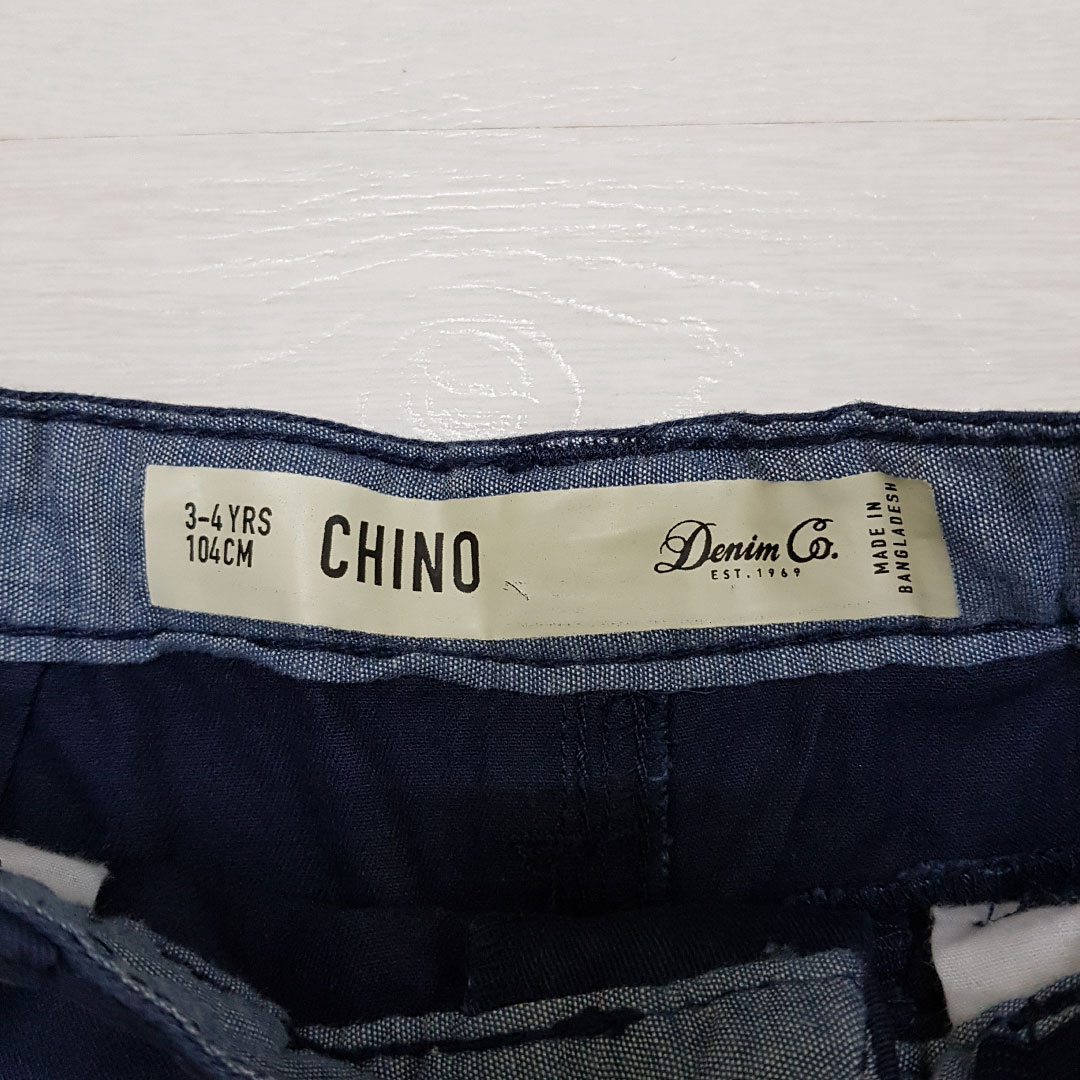 3-4 YRS
104CM
CHINO
Denim Co.
EST. 1969
MADE IN
BANGLADESH